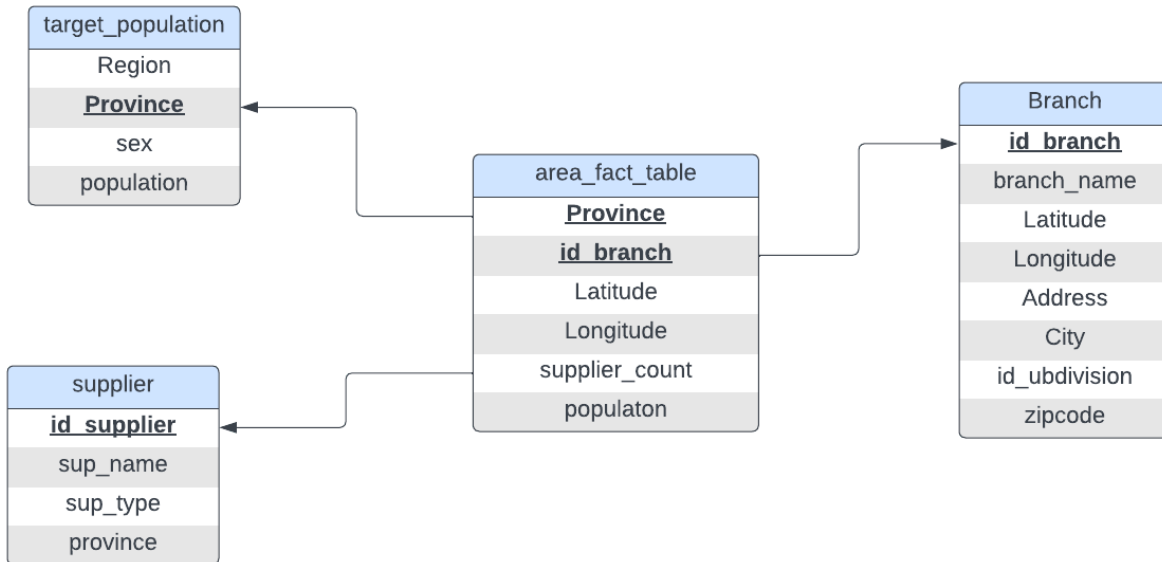 target_population
Region
Province
sex
population
area_fact_table
Province
id_branch
Latitude
Longitude
supplier_count
populaton
Branch
id_branch
branch_name
Latitude
Longitude
Address
City
id_ubdivision
zipcode
supplier
id_supplier
sup_name
sup_type
province